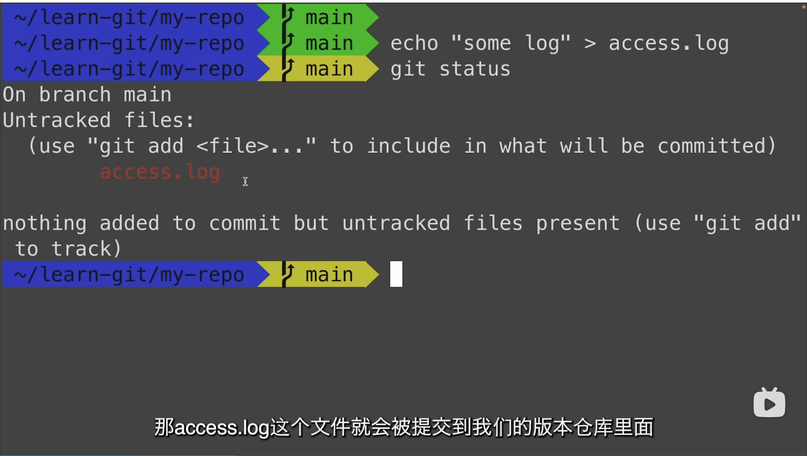 ~/learn-git/my-repo main
~/learn-git/my-repo main echo "some log" > access.log
~/learn-git/my-repo main git status
On branch main
Untracked files:
(use "git add <file>..." to include in what will be committed)
access.log
nothing added to commit but untracked files present (use "git add"
to track)
~/learn-git/my-repo main
那access.log这个文件就会被提交到我们的版本仓库里面